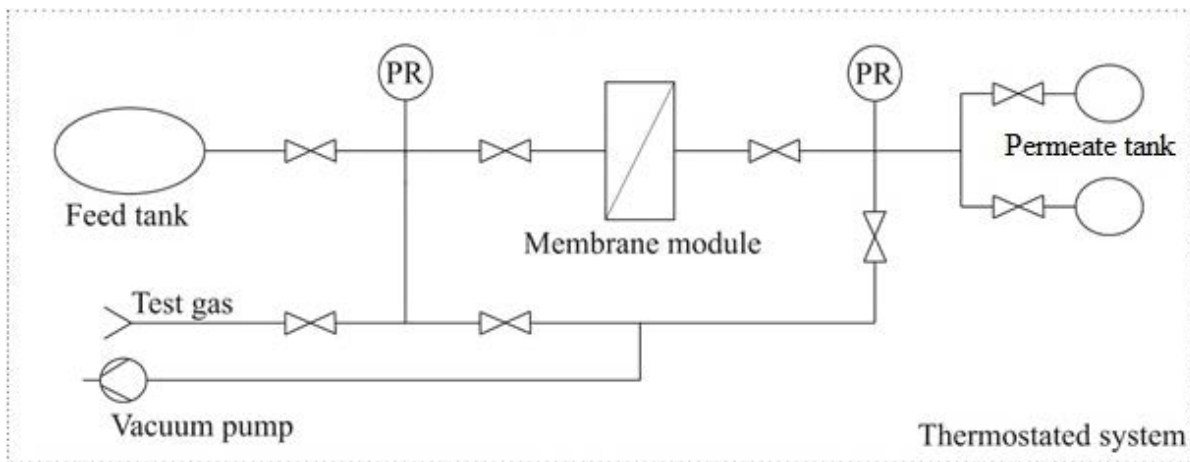 PR
PR
Permeate tank
Feed tank
Membrane module
Test gas
Vacuum pump
Thermostated system